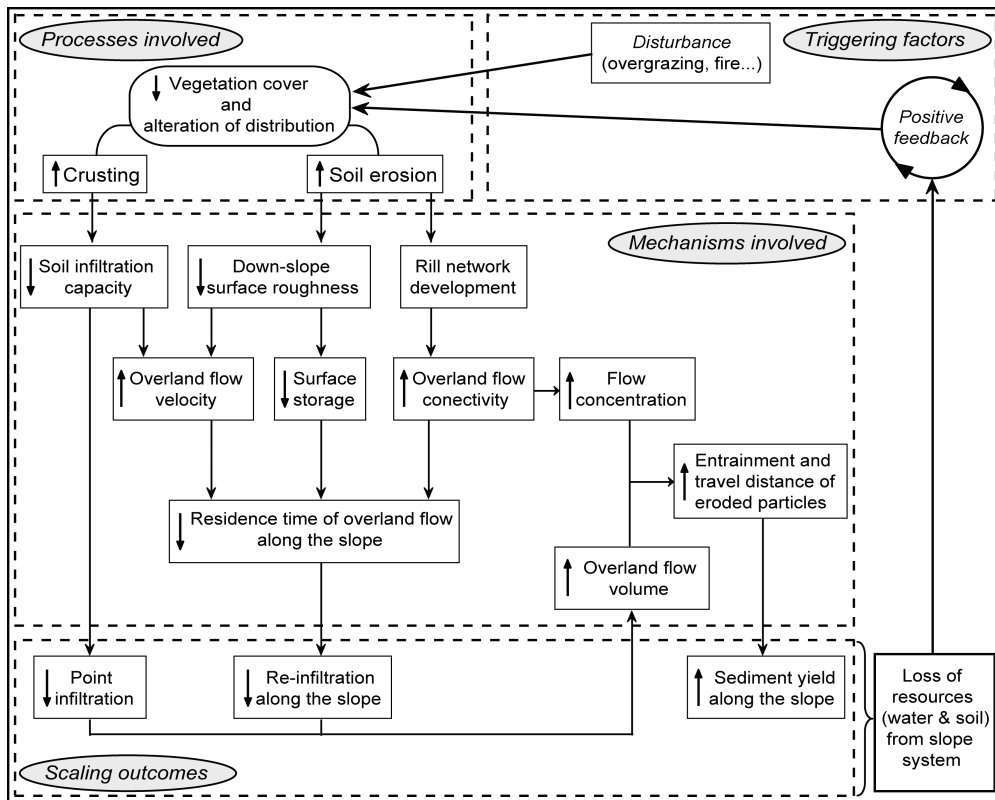 Processes involved
Disturbance
(overgrazing, fire...)
Triggering factors
Vegetation cover
and
alteration of distribution
Positive
feedback
Crusting
Soil erosion
Mechanisms involved
Soil infiltration
capacity
Down-slope
surface roughness
Rill network
development
Overland flow
velocity
Surface
storage
Overland flow
conectivity
Flow
concentration
Entrainment and
travel distance of
eroded particles
Residence time of overland flow
along the slope
Overland flow
volume
Point
infiltration
Re-infiltration
along the slope
Sediment yield
along the slope
Loss of
resources
(water & soil)
from slope
system
Scaling outcomes